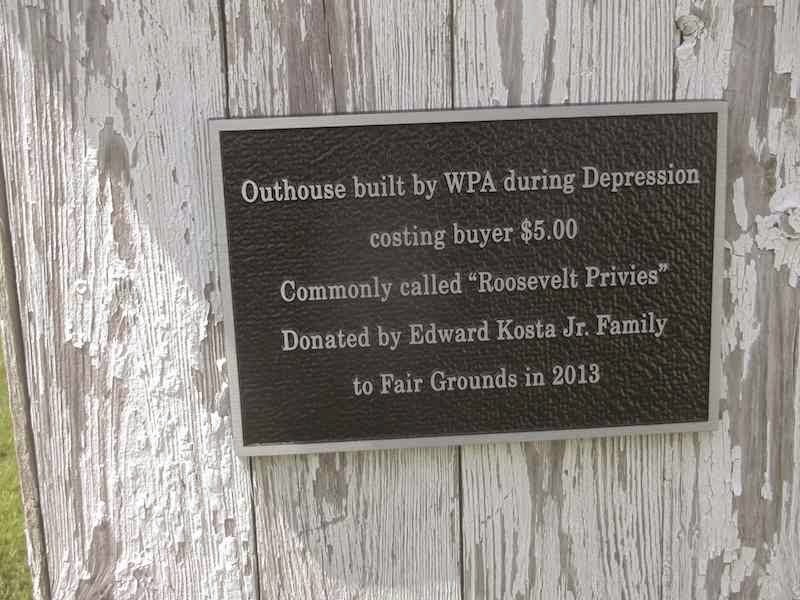 Outhouse built by WPA during Depression
costing buyer $5.00
Commonly called “Roosevelt Privies”
Donated by Edward Kosta Jr. Family
to Fair Grounds in 2013